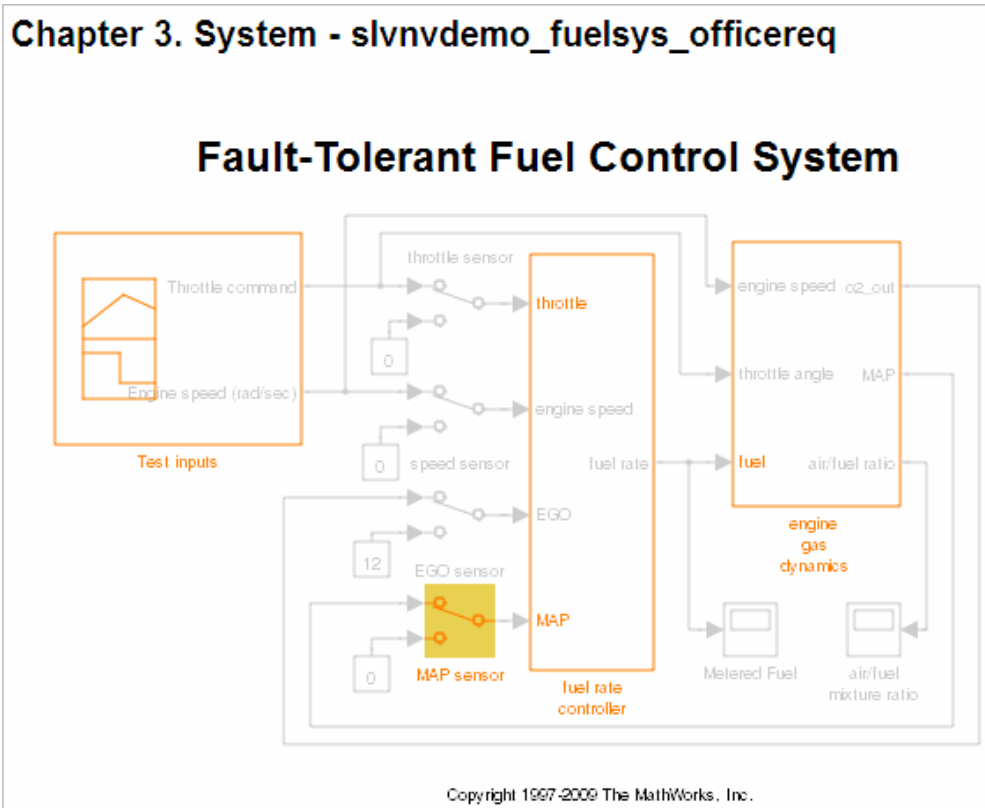 Chapter 3. System - slvnvdemo_fuelsys_officereq
Fault-Tolerant Fuel Control System
Throttle command
Engine speed (rad/sec)
Test inputs
throttle sensor
0
0
speed sensor
12
EGO sensor
0
MAP sensor
throttle
engine speed
fuel rate
EGO
MAP
fuel rate
controller
engine speed
o2_out
throttle angle
MAP
fuel
air/fuel ratio
engine
gas
dynamics
Metered Fuel
air/fuel
mixture ratio
Copyright 1997-2009 The MathWorks, Inc.